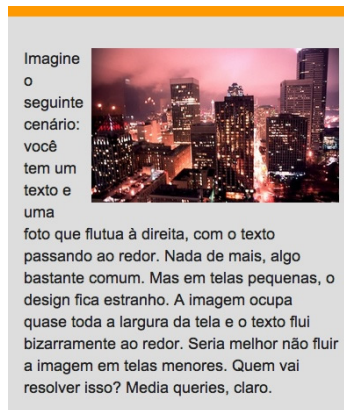 Imagine
o
seguinte
cenário:
você
tem um
texto e
uma
foto que flutua à direita, com o texto
passando ao redor. Nada de mais, algo
bastante comum. Mas em telas pequenas, o
design fica estranho. A imagem ocupa
quase toda a largura da tela e o texto flui
bizarramente ao redor. Seria melhor não fluir
a imagem em telas menores. Quem vai
resolver isso? Media queries, claro.